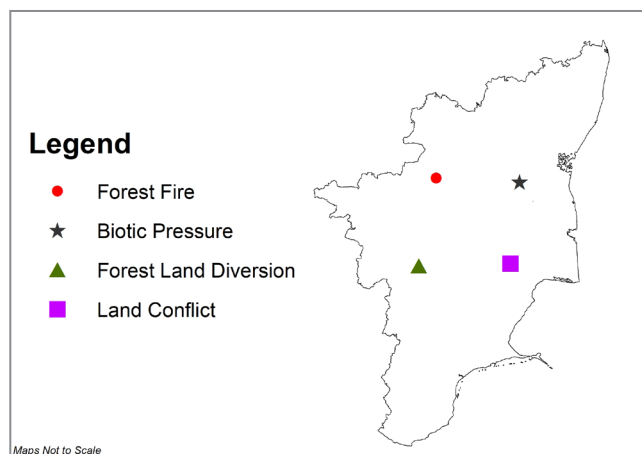 Legend
Forest Fire
Biotic Pressure
Forest Land Diversion
Land Conflict
Maps Not to Scale